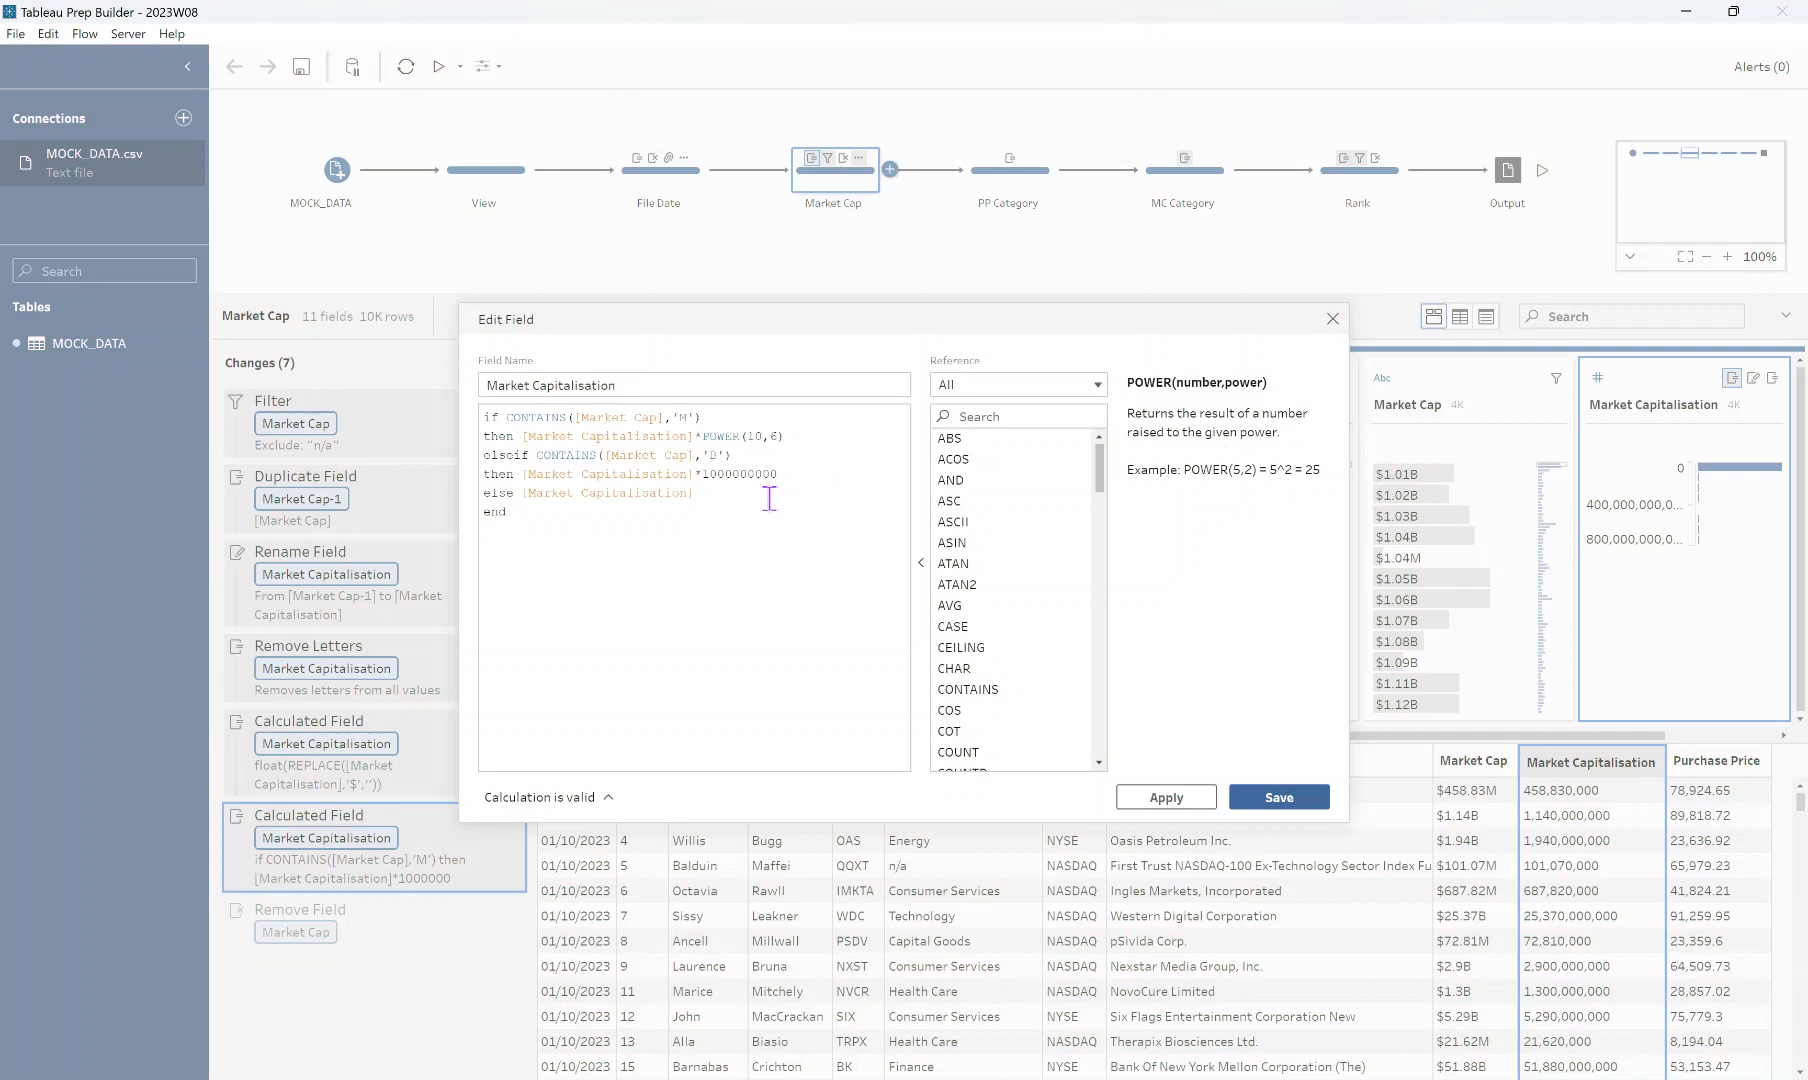 Tableau Prep Builder - 2023W08
File Edit Flow Server Help
Alerts (0)
Connections
MOCK_DATA.csv
Text file
Search
Tables
MOCK_DATA
MOCK_DATA View File Date Market Cap PP Category MC Category Rank Output
100%
Market Cap 11 fields 10K rows
Search
Changes (7)
Filter
Market Cap
Exclude: "n/a"
Duplicate Field
Market Cap-1
[Market Cap]
Rename Field
Market Capitalisation
From [Market Cap-1] to [Market
Capitalisation]
Remove Letters
Market Capitalisation
Removes letters from all values
Calculated Field
Market Capitalisation
float(REPLACE([Market
Capitalisation],'$',''))
Calculated Field
Market Capitalisation
if CONTAINS([Market Cap],'M') then
[Market Capitalisation]*1000000
Remove Field
Market Cap
Edit Field
Field Name
Market Capitalisation
if CONTAINS([Market Cap],'M')
then [Market Capitalisation]*POWER(10,6)
elseif CONTAINS([Market Cap],'B')
then [Market Capitalisation]*1000000000
else [Market Capitalisation]
end
Calculation is valid
Reference
All
Search
ABS
ACOS
AND
ASC
ASCII
ASIN
ATAN
ATAN2
AVG
CASE
CEILING
CHAR
CONTAINS
COS
COT
COUNT
POWER(number,power)
Returns the result of a number
raised to the given power.
Example: POWER(5,2) = 5^2 = 25
Apply Save
Abc
Market Cap 4K
$1.01B
$1.02B
$1.03B
$1.04B
$1.04M
$1.05B
$1.06B
$1.07B
$1.08B
$1.09B
$1.11B
$1.12B
#
Market Capitalisation 4K
0
400,000,000,0...
800,000,000,0...
Market Cap Market Capitalisation Purchase Price
$458.83M 458,830,000 78,924.65
$1.14B 1,140,000,000 89,818.72
01/10/2023 4 Willis Bugg OAS Energy NYSE Oasis Petroleum Inc. $1.94B 1,940,000,000 23,636.92
01/10/2023 5 Balduin Maffei QQXT n/a NASDAQ First Trust NASDAQ-100 Ex-Technology Sector Index Fu $101.07M 101,070,000 65,979.23
01/10/2023 6 Octavia Rawll IMKTA Consumer Services NASDAQ Ingles Markets, Incorporated $687.82M 687,820,000 41,824.21
01/10/2023 7 Sissy Leakner WDC Technology NASDAQ Western Digital Corporation $25.37B 25,370,000,000 91,259.95
01/10/2023 8 Ancell Millwall PSDV Capital Goods NASDAQ pSivida Corp. $72.81M 72,810,000 23,359.6
01/10/2023 9 Laurence Bruna NXST Consumer Services NASDAQ Nexstar Media Group, Inc. $2.9B 2,900,000,000 64,509.73
01/10/2023 11 Marice Mitchely NVCR Health Care NASDAQ NovoCure Limited $1.3B 1,300,000,000 28,857.02
01/10/2023 12 John MacCrackan SIX Consumer Services NYSE Six Flags Entertainment Corporation New $5.29B 5,290,000,000 75,779.3
01/10/2023 13 Alla Biasio TRPX Health Care NASDAQ Therapix Biosciences Ltd. $21.62M 21,620,000 8,194.04
01/10/2023 15 Barnabas Crichton BK Finance NYSE Bank Of New York Mellon Corporation (The) $51.88B 51,880,000,000 53,153.47